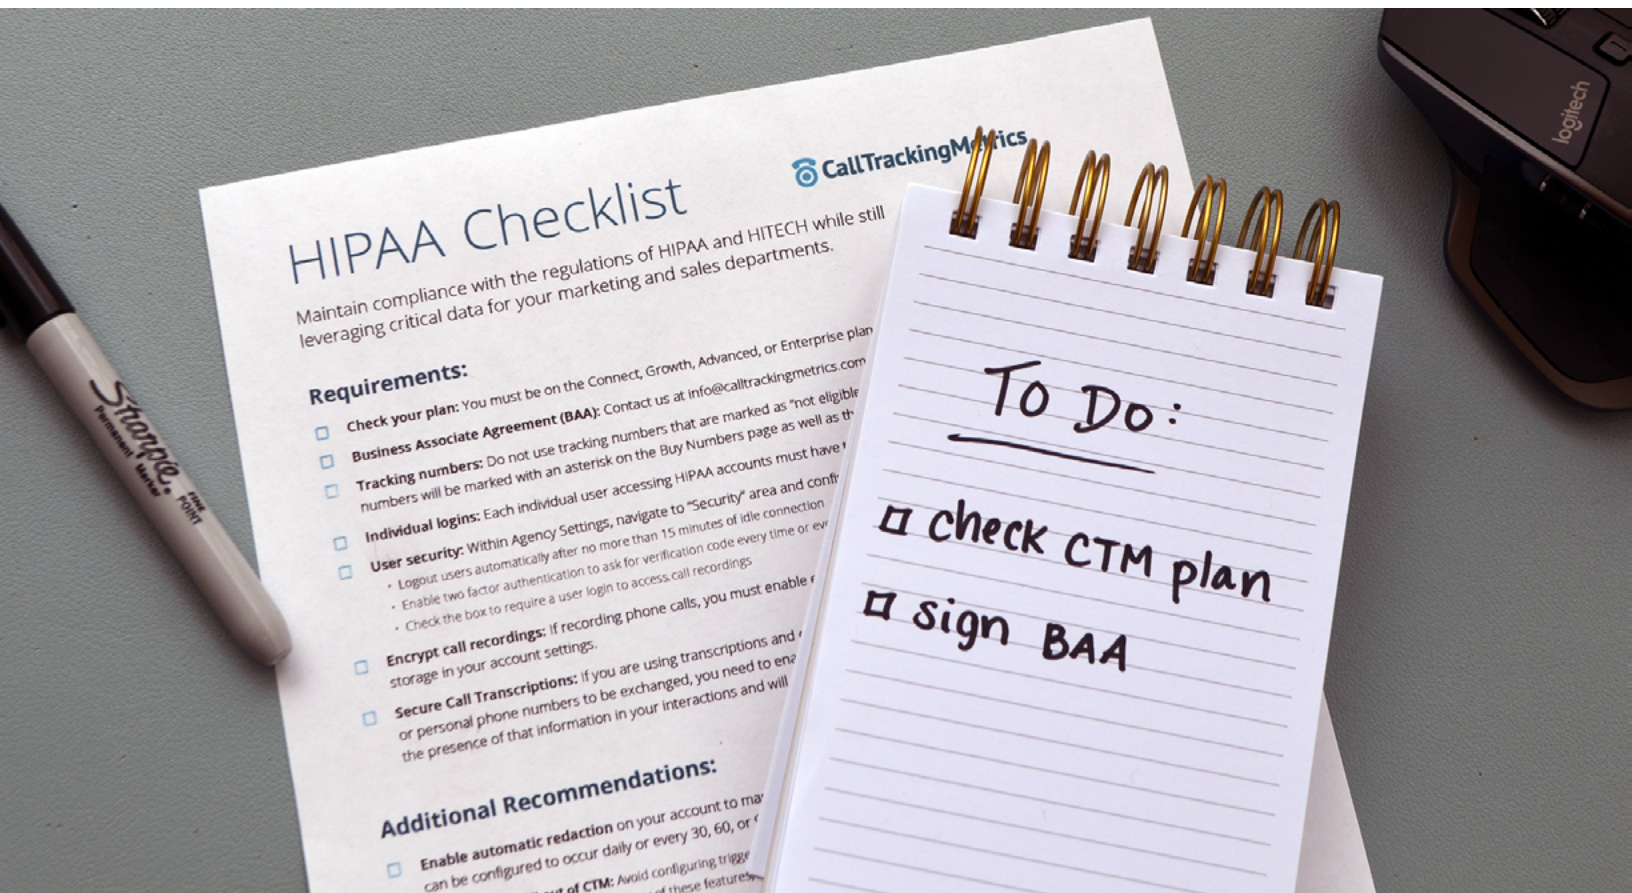 CallTrackingMetrics
HIPAA Checklist
Maintain compliance with the regulations of HIPAA and HITECH while still
leveraging critical data for your marketing and sales departments.
Requirements:
Check your plan: You must be on the Connect, Growth, Advanced, or Enterprise plan
Business Associate Agreement (BAA): Contact us at info@calltrackingmetrics.com
Tracking numbers: Do not use tracking numbers that are marked as "not eligible
numbers will be marked with an asterisk on the Buy Numbers page as well as
Individual logins: Each individual user accessing HIPAA accounts must have
User security: Within Agency Settings, navigate to "Security" area and
• Logout users automatically after no more than 15 minutes of idle connection
• Enable two factor authentication to ask for verification code every time or
• Check the box to require a user login to access call recordings
Encrypt call recordings: If recording phone calls, you must enable
storage in your account settings.
Secure Call Transcriptions: If you are using transcriptions and
or personal phone numbers to be exchanged, you need to
the presence of that information in your interactions and will
Additional Recommendations:
Enable automatic redaction on your account to
can be configured to occur daily or every 30, 60, or
of CTM: Avoid configuring
of these features,
To Do:
check CTM plan
sign BAA
Sharpie.
Permanent Marker
FINE
POINT
logitech